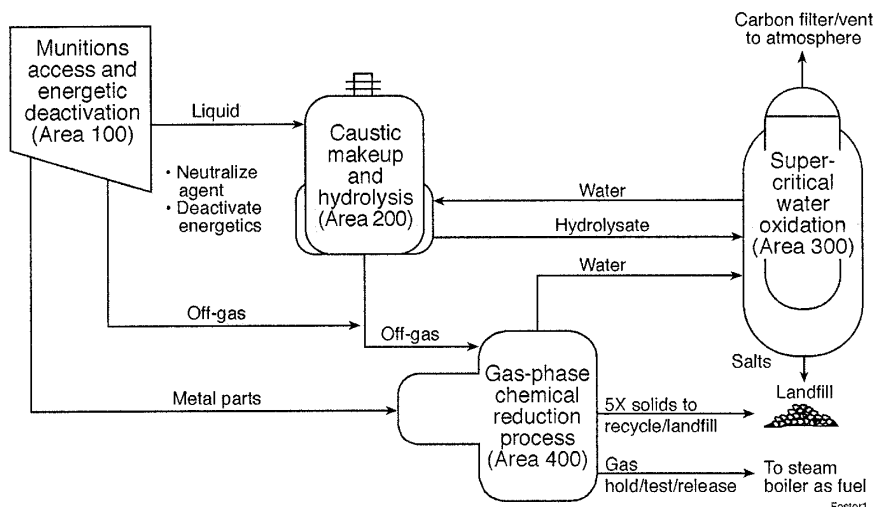 Munitions
access and
energetic
deactivation
(Area 100)
Liquid
• Neutralize
agent
• Deactivate
energetics
Caustic
makeup
and
hydrolysis
(Area 200)
Carbon filter/vent
to atmosphere
Super-
critical
water
oxidation
(Area 300)
Water
Hydrolysate
Water
Off-gas
Off-gas
Metal parts
Gas-phase
chemical
reduction
process
(Area 400)
Salts
Landfill
5X solids to
recycle/landfill
Gas
hold/test/release
To steam
boiler as fuel
Foster1